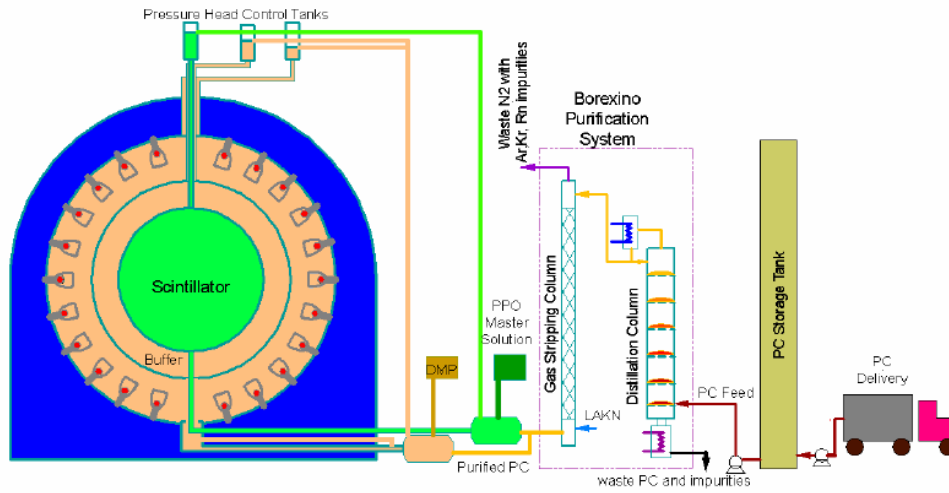 Pressure Head Control Tanks
Waste N2 with
Ar,Kr, Rn impurities
Borexino
Purification
System
Scintillator
Buffer
PPO
Master
Solution
DMP
Gas Stripping Column
Distillation Column
PC Storage Tank
PC
Delivery
PC Feed
LAKN
Purified PC
waste PC and impurities